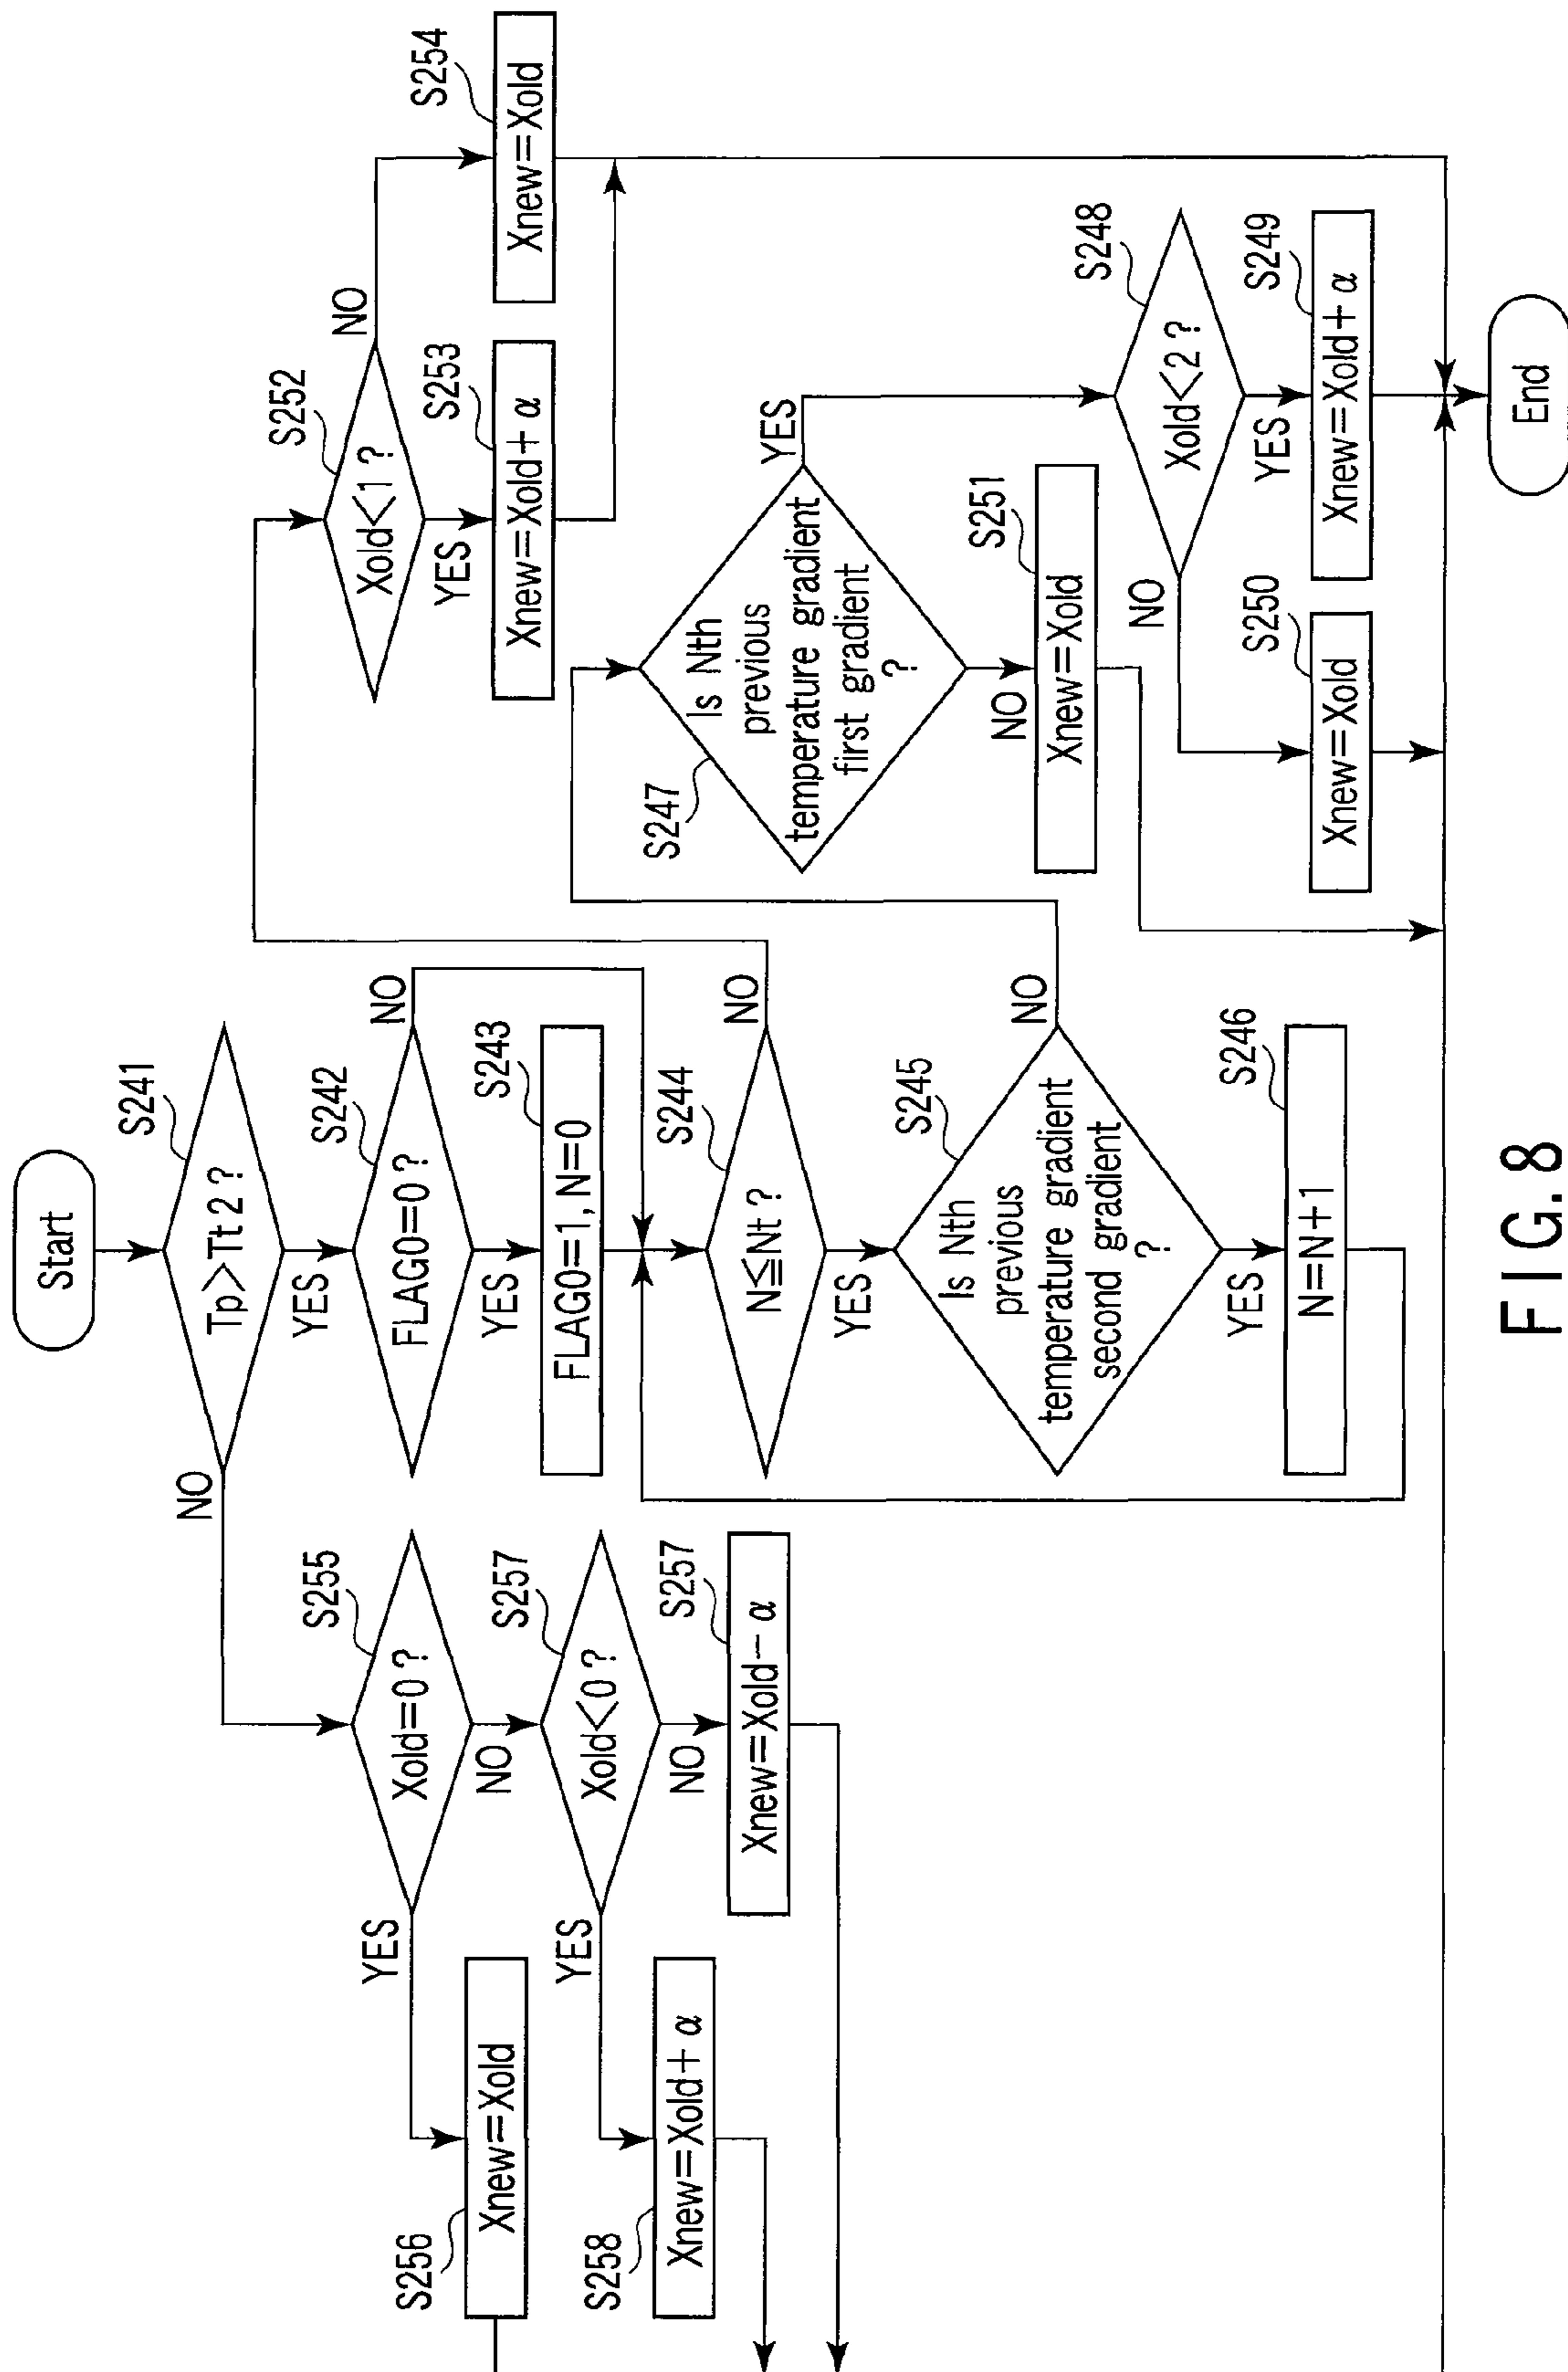 Start
S241
Tp>Tt2?
YES
NO
S242
FLAG0=0?
YES
NO
S243
FLAG0=1, N=0
S244
N≦Nt?
YES
NO
S245
Is Nth
previous
temperature gradient
second gradient
?
YES
NO
S246
N=N+1
S255
Xold=0?
YES
NO
S256
Xnew=Xold
S257
Xold<0?
YES
NO
S257
Xnew=Xold−α
S258
Xnew=Xold+α
S252
Xold<1?
YES
NO
S253
Xnew=Xold+α
S254
Xnew=Xold
S247
Is Nth
previous
temperature gradient
first gradient
?
YES
NO
S251
Xnew=Xold
S248
Xold<2?
YES
NO
S249
Xnew=Xold+α
S250
Xnew=Xold
End
FIG. 8